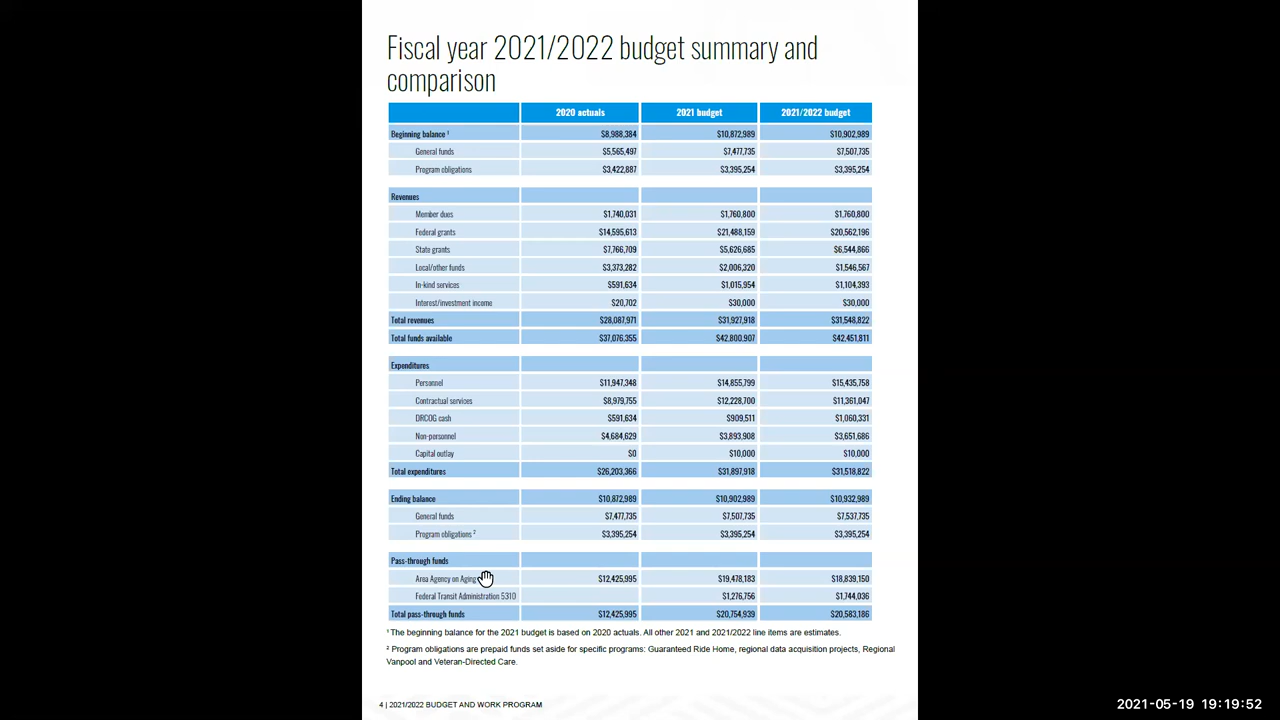 Fiscal year 2021/2022 budget summary and
comparison
2020 actuals 2021 budget 2021/2022 budget
Beginning balance ¹ $8,988,384 $10,872,989 $10,902,989
General funds $5,565,497 $7,477,735 $7,507,735
Program obligations $3,422,887 $3,395,254 $3,395,254
Revenues
Member dues $1,740,031 $1,760,800 $1,760,800
Federal grants $14,595,613 $21,488,159 $20,562,196
State grants $7,766,709 $5,626,685 $6,544,866
Local/other funds $3,373,282 $2,006,320 $1,546,567
In-kind services $591,634 $1,015,954 $1,104,393
Interest/investment income $20,702 $30,000 $30,000
Total revenues $28,087,971 $31,927,918 $31,548,822
Total funds available $37,076,355 $42,800,907 $42,451,811
Expenditures
Personnel $11,947,348 $14,855,799 $15,435,758
Contractual services $8,979,755 $12,228,700 $11,361,047
DRCOG cash $591,634 $909,511 $1,060,331
Non-personnel $4,684,629 $3,893,908 $3,651,686
Capital outlay $0 $10,000 $10,000
Total expenditures $26,203,366 $31,897,918 $31,518,822
Ending balance $10,872,989 $10,902,989 $10,932,989
General funds $7,477,735 $7,507,735 $7,537,735
Program obligations ² $3,395,254 $3,395,254 $3,395,254
Pass-through funds
Area Agency on Aging $12,425,995 $19,478,183 $18,839,150
Federal Transit Administration 5310 $1,276,756 $1,744,036
Total pass-through funds $12,425,995 $20,754,939 $20,583,186
¹ The beginning balance for the 2021 budget is based on 2020 actuals. All other 2021 and 2021/2022 line items are estimates.
² Program obligations are prepaid funds set aside for specific programs: Guaranteed Ride Home, regional data acquisition projects, Regional
Vanpool and Veteran-Directed Care.
4 | 2021/2022 BUDGET AND WORK PROGRAM
2021-05-19 19:19:52